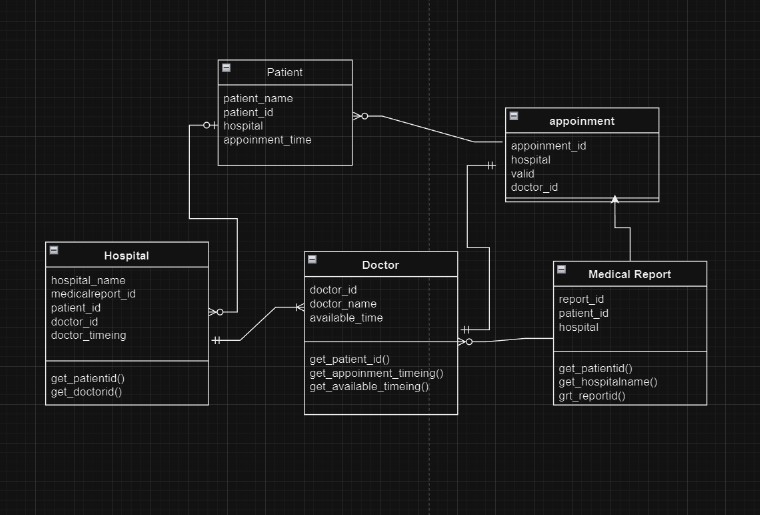 Patient
patient_name
patient_id
hospital
appoinment_time
appoinment
appoinment_id
hospital
valid
doctor_id
Hospital
hospital_name
medicalreport_id
patient_id
doctor_id
doctor_timeing
get_patientid()
get_doctorid()
Doctor
doctor_id
doctor_name
available_time
get_patient_id()
get_appoinment_timeing()
get_available_timeing()
Medical Report
report_id
patient_id
hospital
get_patientid()
get_hospitalname()
grt_reportid()